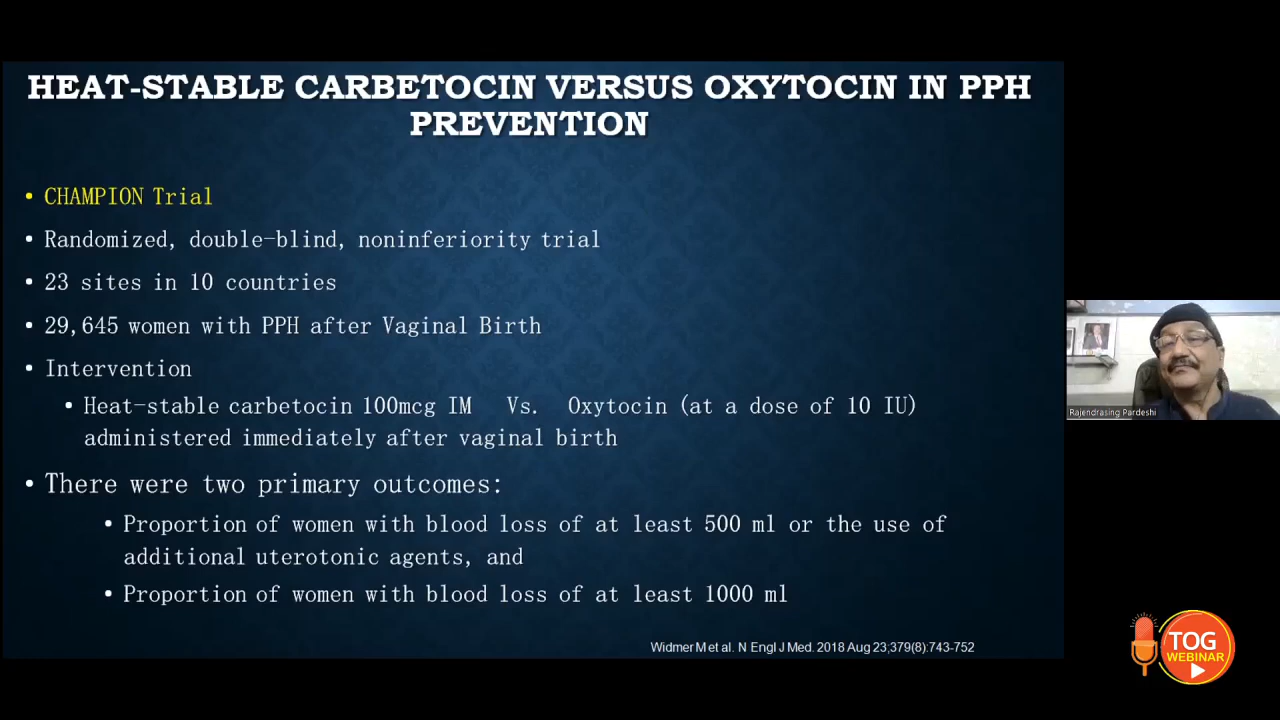 HEAT-STABLE CARBETOCIN VERSUS OXYTOCIN IN PPH
PREVENTION
• CHAMPION Trial
• Randomized, double-blind, noninferiority trial
• 23 sites in 10 countries
• 29,645 women with PPH after Vaginal Birth
• Intervention
• Heat-stable carbetocin 100mcg IM Vs. Oxytocin (at a dose of 10 IU)
administered immediately after vaginal birth
• There were two primary outcomes:
• Proportion of women with blood loss of at least 500 ml or the use of
additional uterotonic agents, and
• Proportion of women with blood loss of at least 1000 ml
Widmer M et al. N Engl J Med. 2018 Aug 23;379(8):743-752
Rajendrasing Pardeshi
TOG
WEBINAR